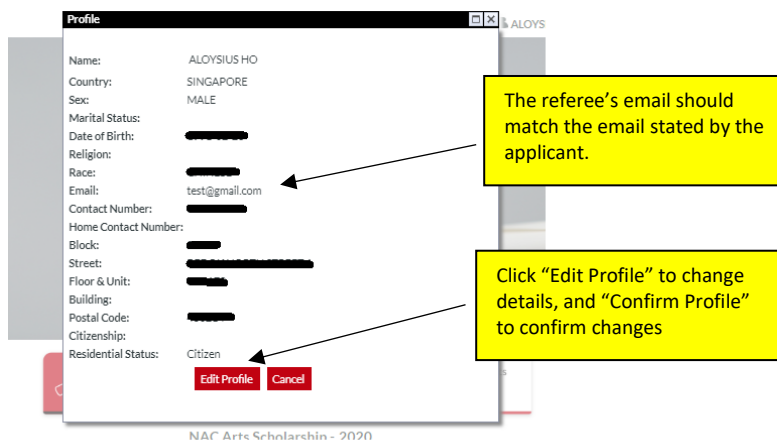 Profile
ALOYS
Name: ALOYSIUS HO
Country: SINGAPORE
Sex: MALE
Marital Status:
Date of Birth:
Religion:
Race:
Email: test@gmail.com
Contact Number:
Home Contact Number:
Block:
Street:
Floor & Unit:
Building:
Postal Code:
Citizenship:
Residential Status: Citizen
Edit Profile Cancel
The referee's email should
match the email stated by the
applicant.
Click “Edit Profile” to change
details, and “Confirm Profile”
to confirm changes
NAC Arts Scholarship - 2020